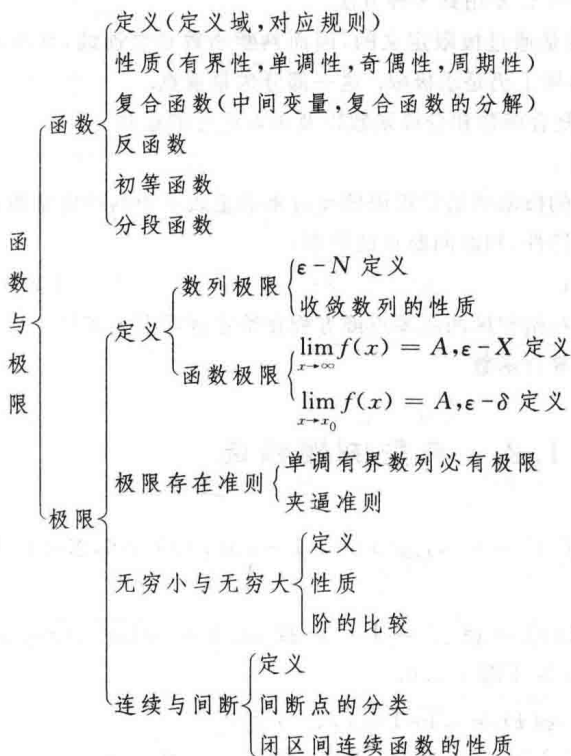 函数与极限
函数
定义(定义域,对应规则)
性质(有界性,单调性,奇偶性,周期性)
复合函数(中间变量,复合函数的分解)
反函数
初等函数
分段函数
极限
定义
数列极限
ε-N 定义
收敛数列的性质
函数极限
lim f(x) = A,ε-X 定义
x→∞
lim f(x) = A,ε-δ 定义
x→x₀
极限存在准则
单调有界数列必有极限
夹逼准则
无穷小与无穷大
定义
性质
阶的比较
连续与间断
定义
间断点的分类
闭区间连续函数的性质